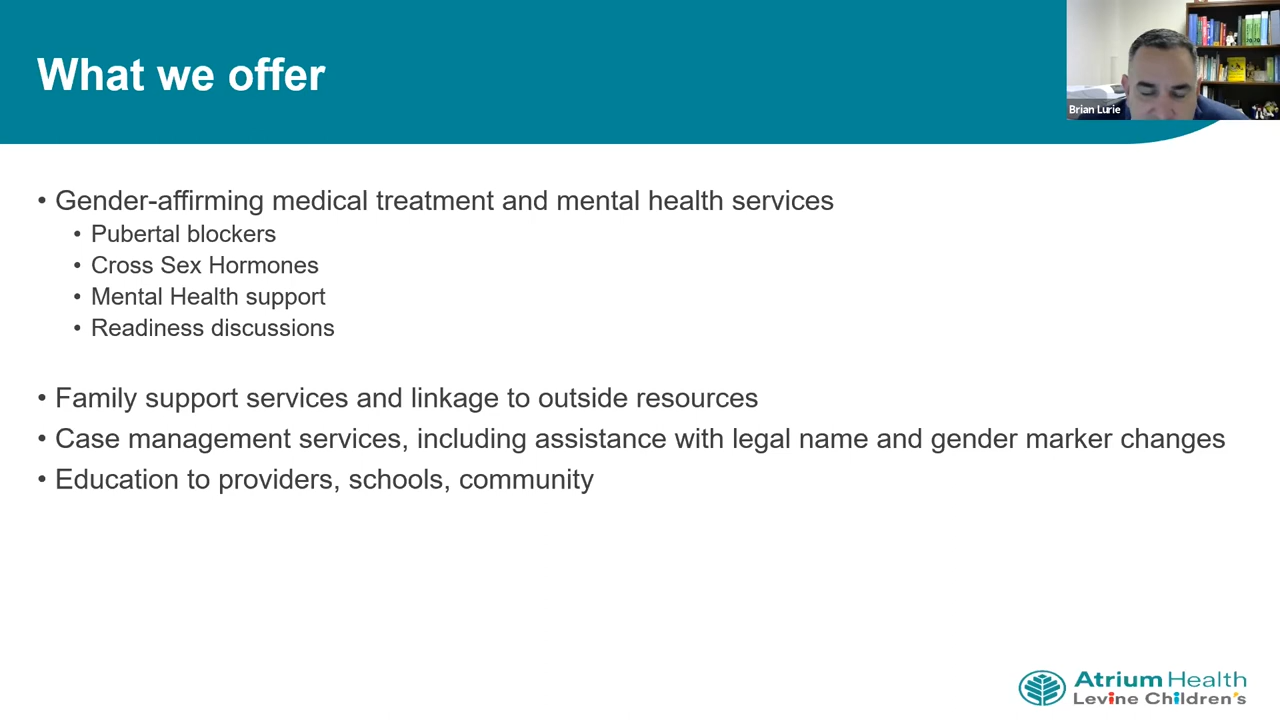 What we offer
Brian Lurie
• Gender-affirming medical treatment and mental health services
• Pubertal blockers
• Cross Sex Hormones
• Mental Health support
• Readiness discussions
• Family support services and linkage to outside resources
• Case management services, including assistance with legal name and gender marker changes
• Education to providers, schools, community
Atrium Health
Levine Children's